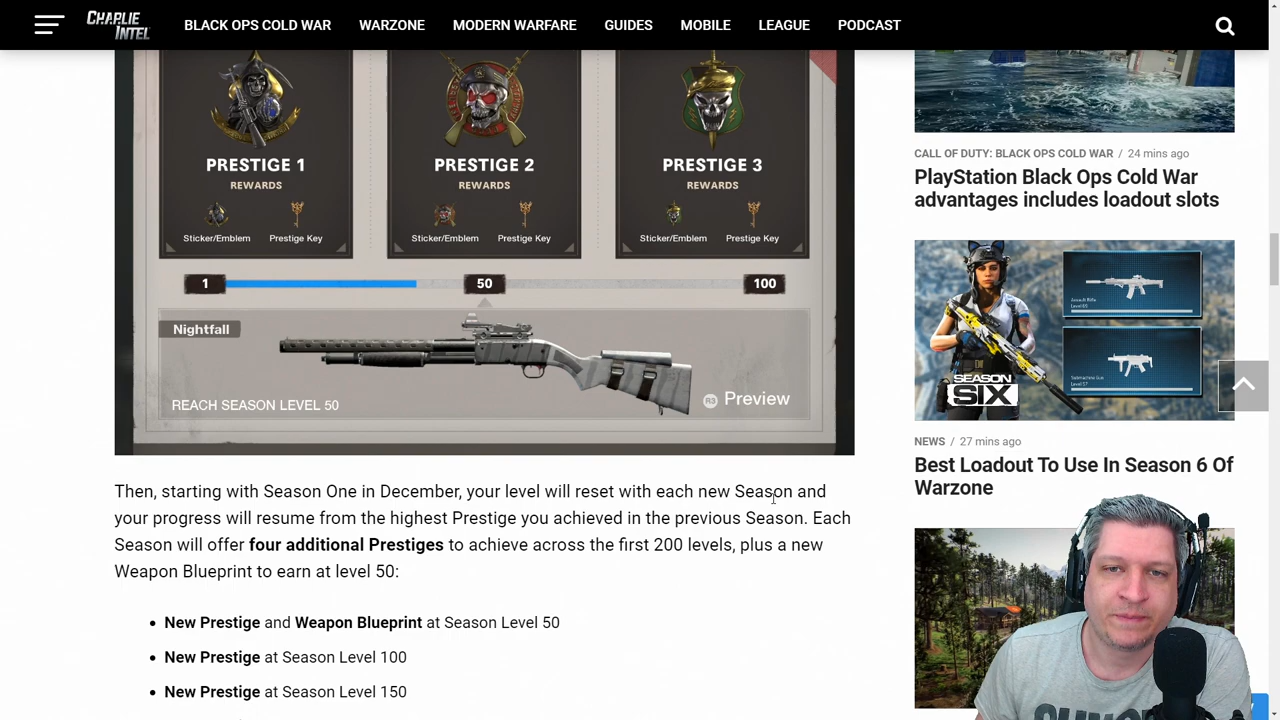 CHARLIE
INTEL
BLACK OPS COLD WAR
WARZONE
MODERN WARFARE
GUIDES
MOBILE
LEAGUE
PODCAST
PRESTIGE 1
REWARDS
Sticker/Emblem
Prestige Key
PRESTIGE 2
REWARDS
Sticker/Emblem
Prestige Key
PRESTIGE 3
REWARDS
Sticker/Emblem
Prestige Key
1
50
100
Nightfall
REACH SEASON LEVEL 50
RS Preview
Then, starting with Season One in December, your level will reset with each new Season and
your progress will resume from the highest Prestige you achieved in the previous Season. Each
Season will offer four additional Prestiges to achieve across the first 200 levels, plus a new
Weapon Blueprint to earn at level 50:
• New Prestige and Weapon Blueprint at Season Level 50
• New Prestige at Season Level 100
• New Prestige at Season Level 150
CALL OF DUTY: BLACK OPS COLD WAR / 24 mins ago
PlayStation Black Ops Cold War
advantages includes loadout slots
SEASON
SIX
Assault Rifle
Submachine Gun
NEWS / 27 mins ago
Best Loadout To Use In Season 6 Of
Warzone